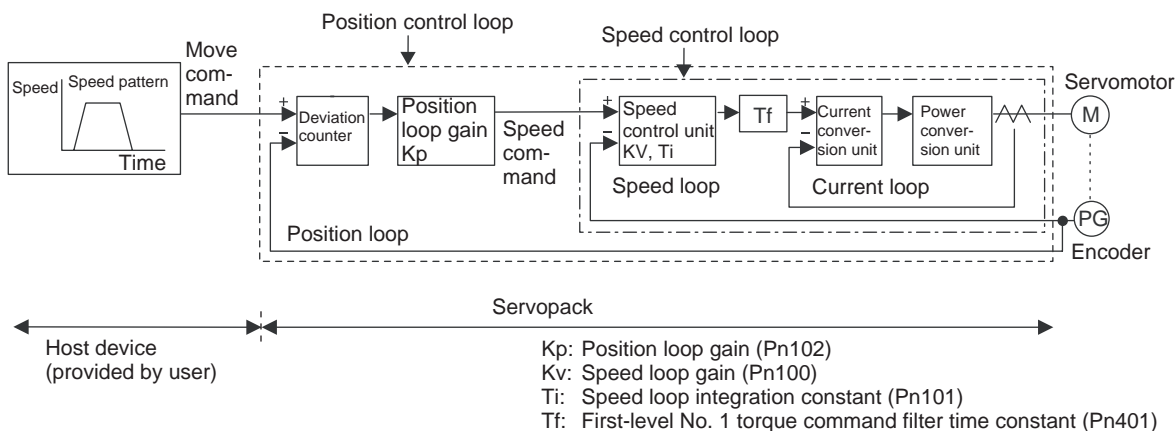 Position control loop
Speed control loop
Move
com-
mand
Speed
Speed pattern
Time
+
−
Deviation
counter
Position
loop gain
Kp
Speed
com-
mand
+
−
Speed
control unit
KV, Ti
Tf
+
−
Current
conver-
sion unit
Power
conver-
sion unit
Servomotor
M
Speed loop
Current loop
Position loop
PG
Encoder
Servopack
Host device
(provided by user)
Kp: Position loop gain (Pn102)
Kv: Speed loop gain (Pn100)
Ti: Speed loop integration constant (Pn101)
Tf: First-level No. 1 torque command filter time constant (Pn401)